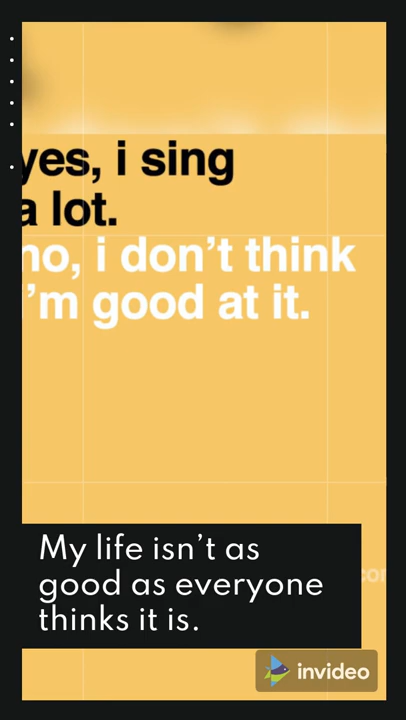 yes, i sing
a lot.
no, i don't think
i'm good at it.
My life isn't as
good as everyone
thinks it is.
invideo